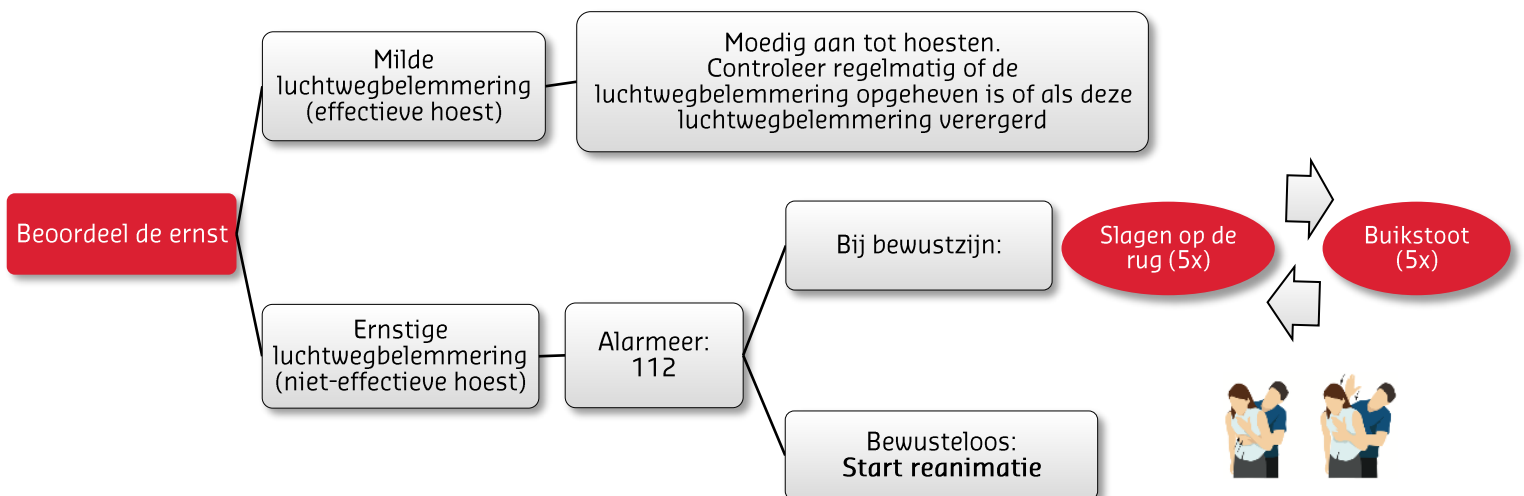 Milde
luchtwegbelemmering
(effectieve hoest)
Moedig aan tot hoesten.
Controleer regelmatig of de
luchtwegbelemmering opgeheven is of als deze
luchtwegbelemmering verergerd
Beoordeel de ernst
Ernstige
luchtwegbelemmering
(niet-effectieve hoest)
Alarmeer:
112
Bij bewustzijn:
Slagen op de
rug (5x)
Buikstoot
(5x)
Bewusteloos:
Start reanimatie